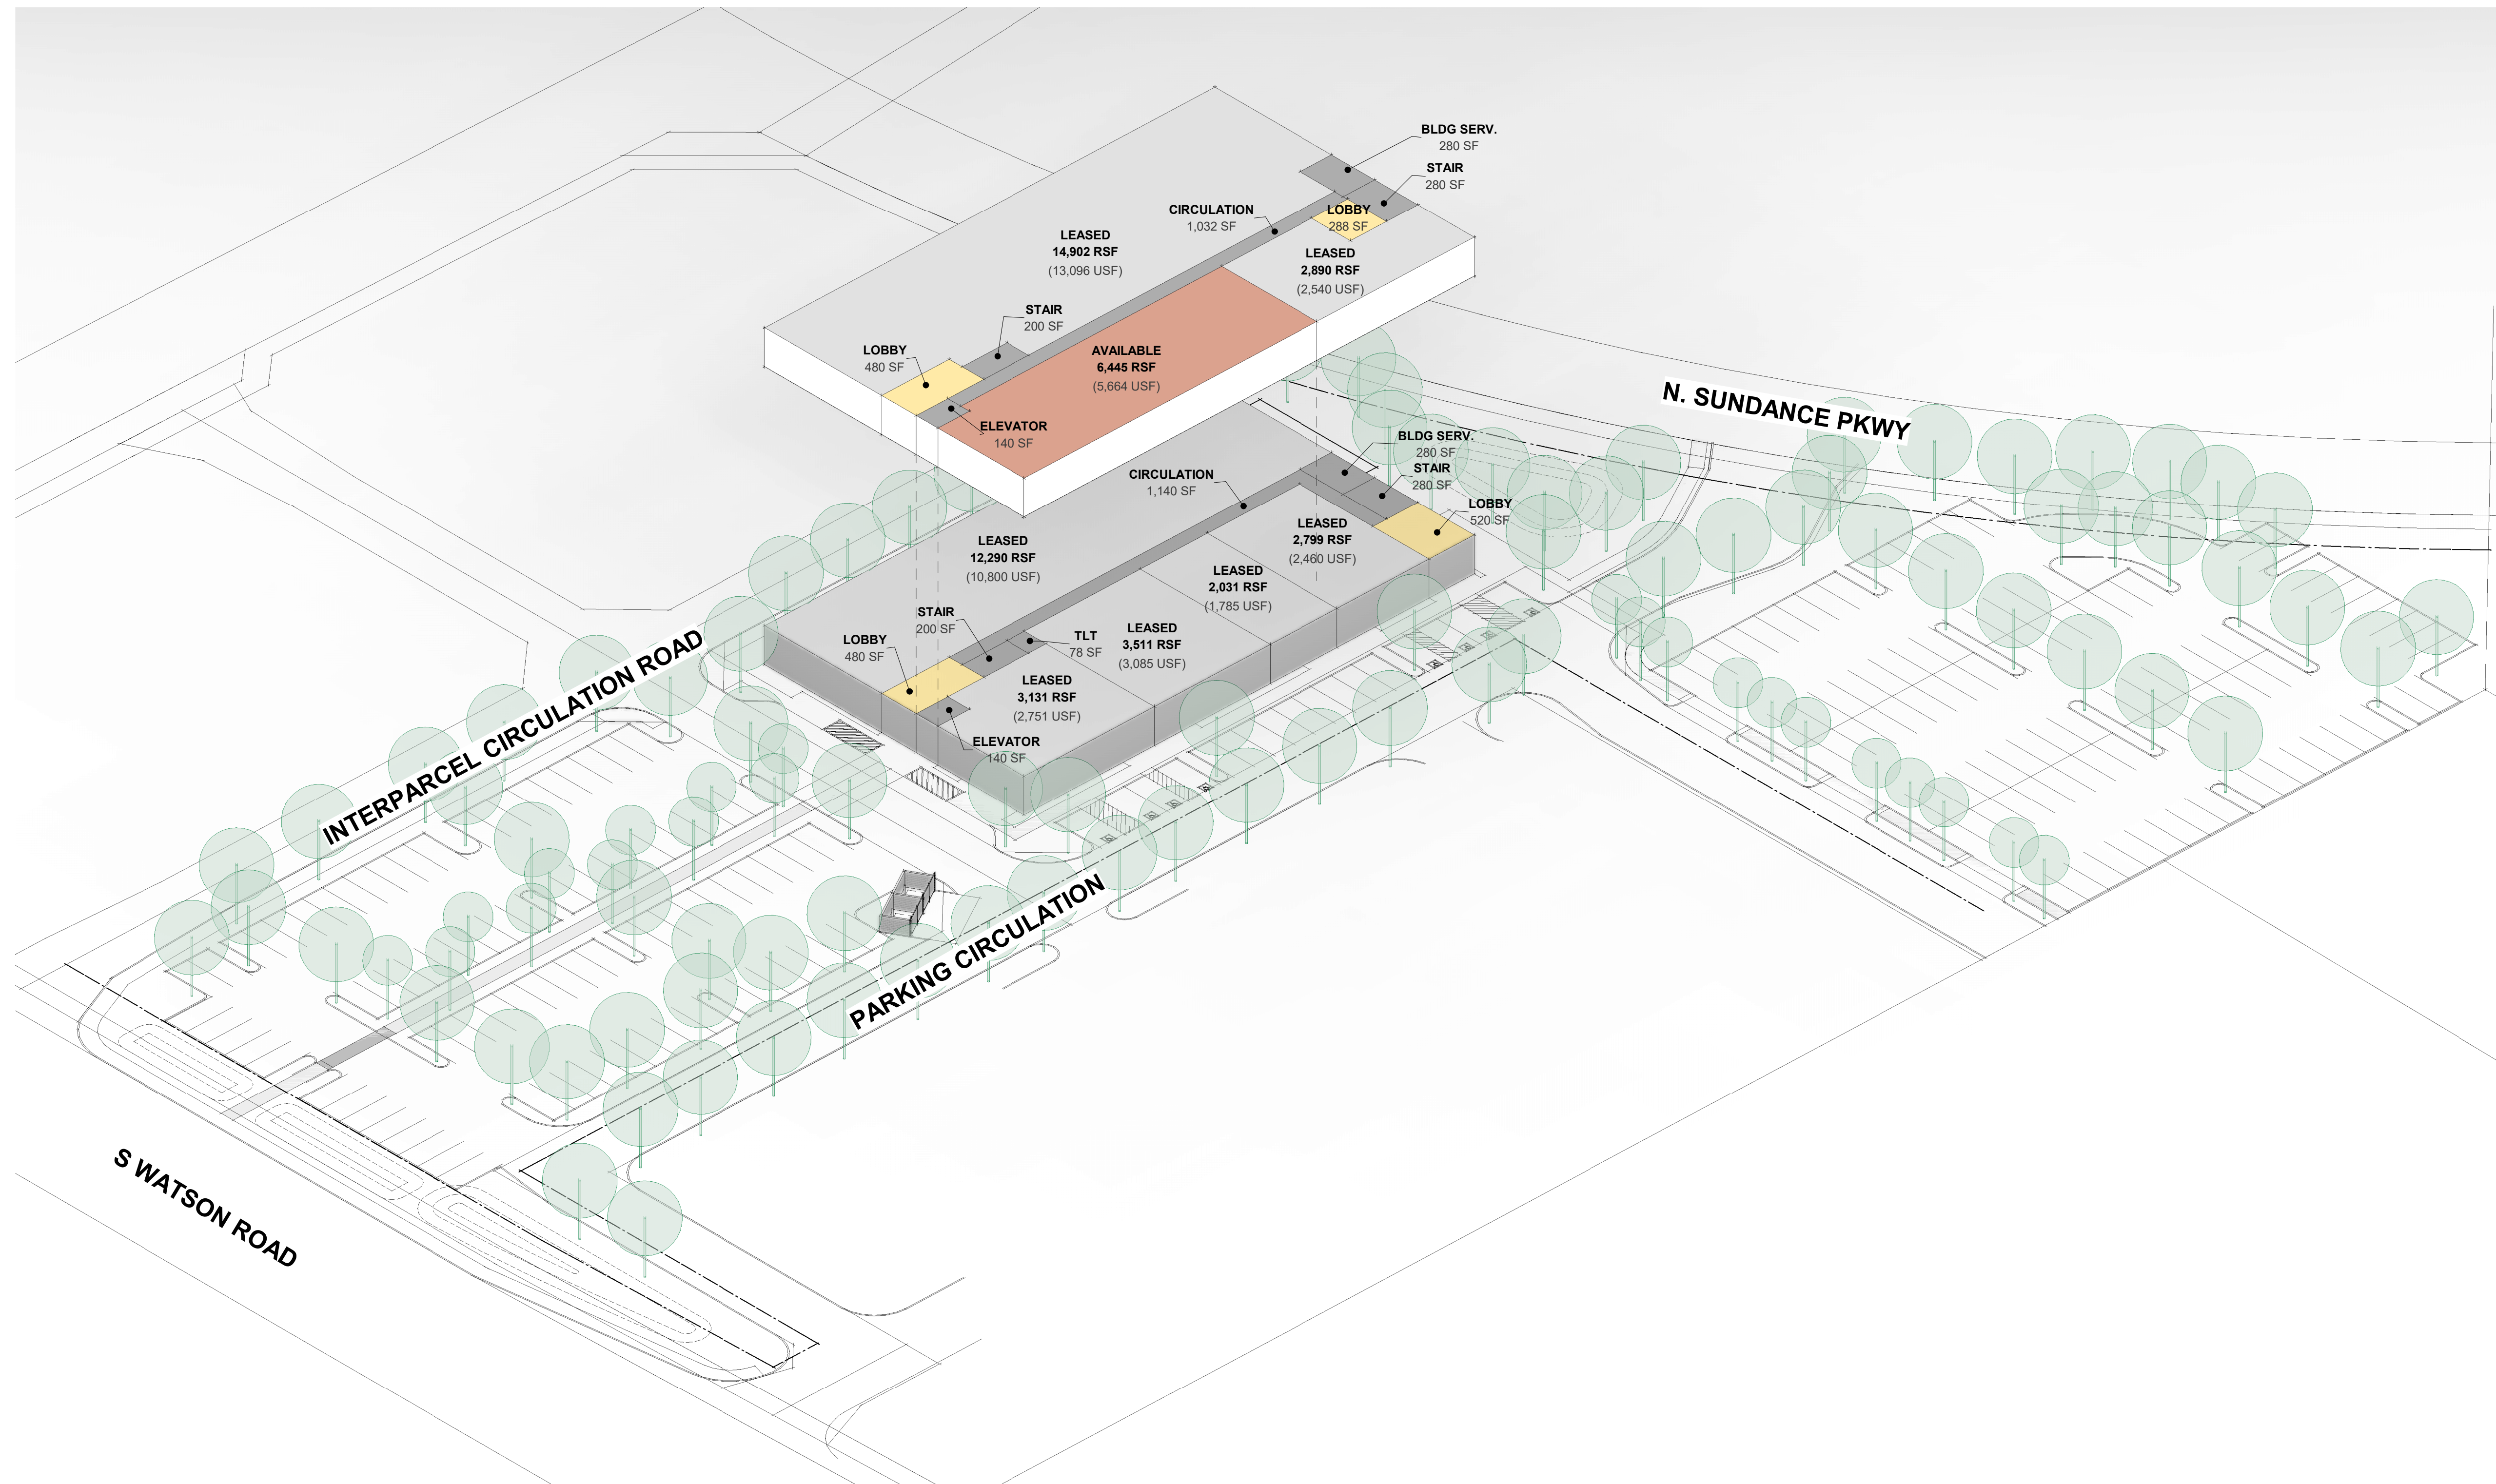 BLDG SERV.
280 SF
STAIR
280 SF
CIRCULATION
1,032 SF
LOBBY
288 SF
LEASED
14,902 RSF
(13,096 USF)
LEASED
2,890 RSF
(2,540 USF)
STAIR
200 SF
LOBBY
480 SF
AVAILABLE
6,445 RSF
(5,664 USF)
ELEVATOR
140 SF
N. SUNDANCE PKWY
BLDG SERV.
280 SF
STAIR
280 SF
CIRCULATION
1,140 SF
LOBBY
520 SF
LEASED
2,799 RSF
(2,460 USF)
LEASED
12,290 RSF
(10,800 USF)
LEASED
2,031 RSF
(1,785 USF)
STAIR
200 SF
TLT
78 SF
LEASED
3,511 RSF
(3,085 USF)
LOBBY
480 SF
LEASED
3,131 RSF
(2,751 USF)
ELEVATOR
140 SF
INTERPARCEL CIRCULATION ROAD
PARKING CIRCULATION
S WATSON ROAD